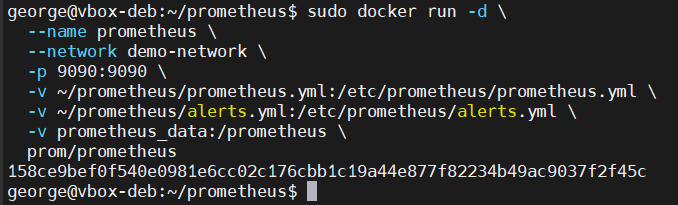 george@vbox-deb:~/prometheus$ sudo docker run -d \
  --name prometheus \
  --network demo-network \
  -p 9090:9090 \
  -v ~/prometheus/prometheus.yml:/etc/prometheus/prometheus.yml \
  -v ~/prometheus/alerts.yml:/etc/prometheus/alerts.yml \
  -v prometheus_data:/prometheus \
  prom/prometheus
158ce9bef0f540e0981e6cc02c176cbb1c19a44e877f82234b49ac9037f2f45c
george@vbox-deb:~/prometheus$